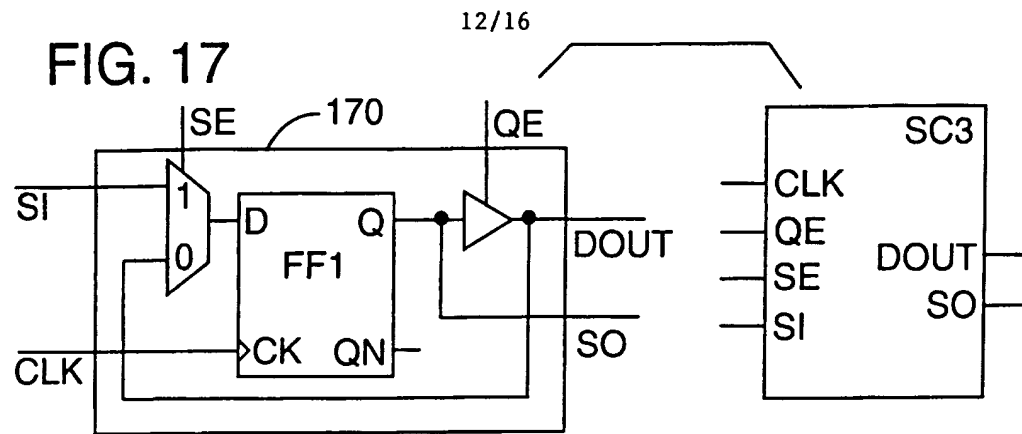 12/16
FIG. 17
SE
170
QE
SC3
SI
1
0
D
Q
FF1
CK
QN
CLK
DOUT
SO
CLK
QE
SE
SI
DOUT
SO